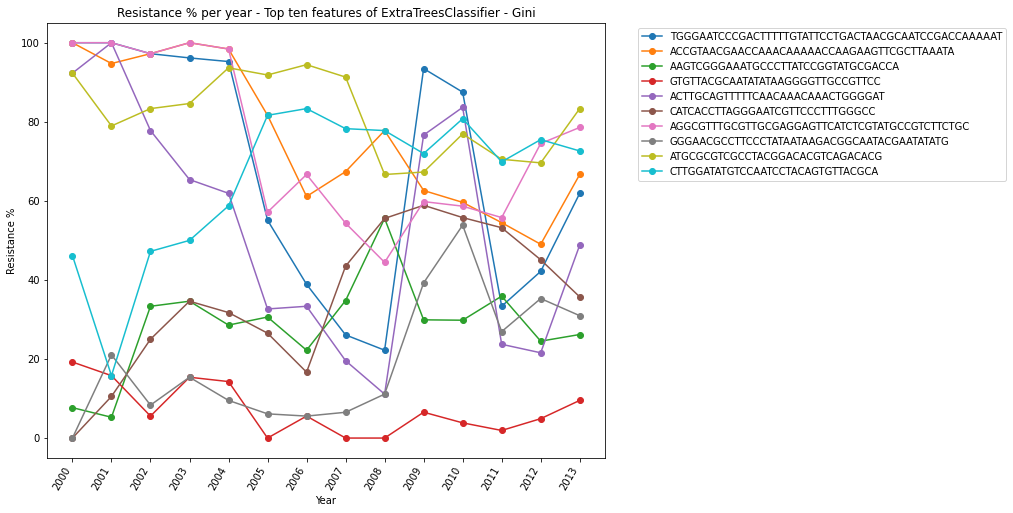 Resistance % per year - Top ten features of ExtraTreesClassifier - Gini
100
80
60
40
20
0
Resistance %
2000
2001
2002
2003
2004
2005
2006
2007
2008
2009
2010
2011
2012
2013
Year
TGGGAATCCCGACTTTTTGTATTCCTGACTAACGCAATCCGACCAAAAAT
ACCGTAACGAACCAAACAAAAACCAAGAAGTTCGCTTAAATA
AAGTCGGGAAATGCCCTTATCCGGTATGCGACCA
GTGTTACGCAATATATAAGGGGTTGCCGTTCC
ACTTGCAGTTTTTCAACAAACAAACTGGGGAT
CATCACCTTAGGGAATCGTTCCCTTTGGGCC
AGGCGTTTGCGTTGCGAGGAGTTCATCTCGTATGCCGTCTTCTGC
GGGAACGCCTTCCCTATAATAAGACGGCAATACGAATATATG
ATGCGCGTCGCCTACGGACACGTCAGACACG
CTTGGATATGTCCAATCCTACAGTGTTACGCA